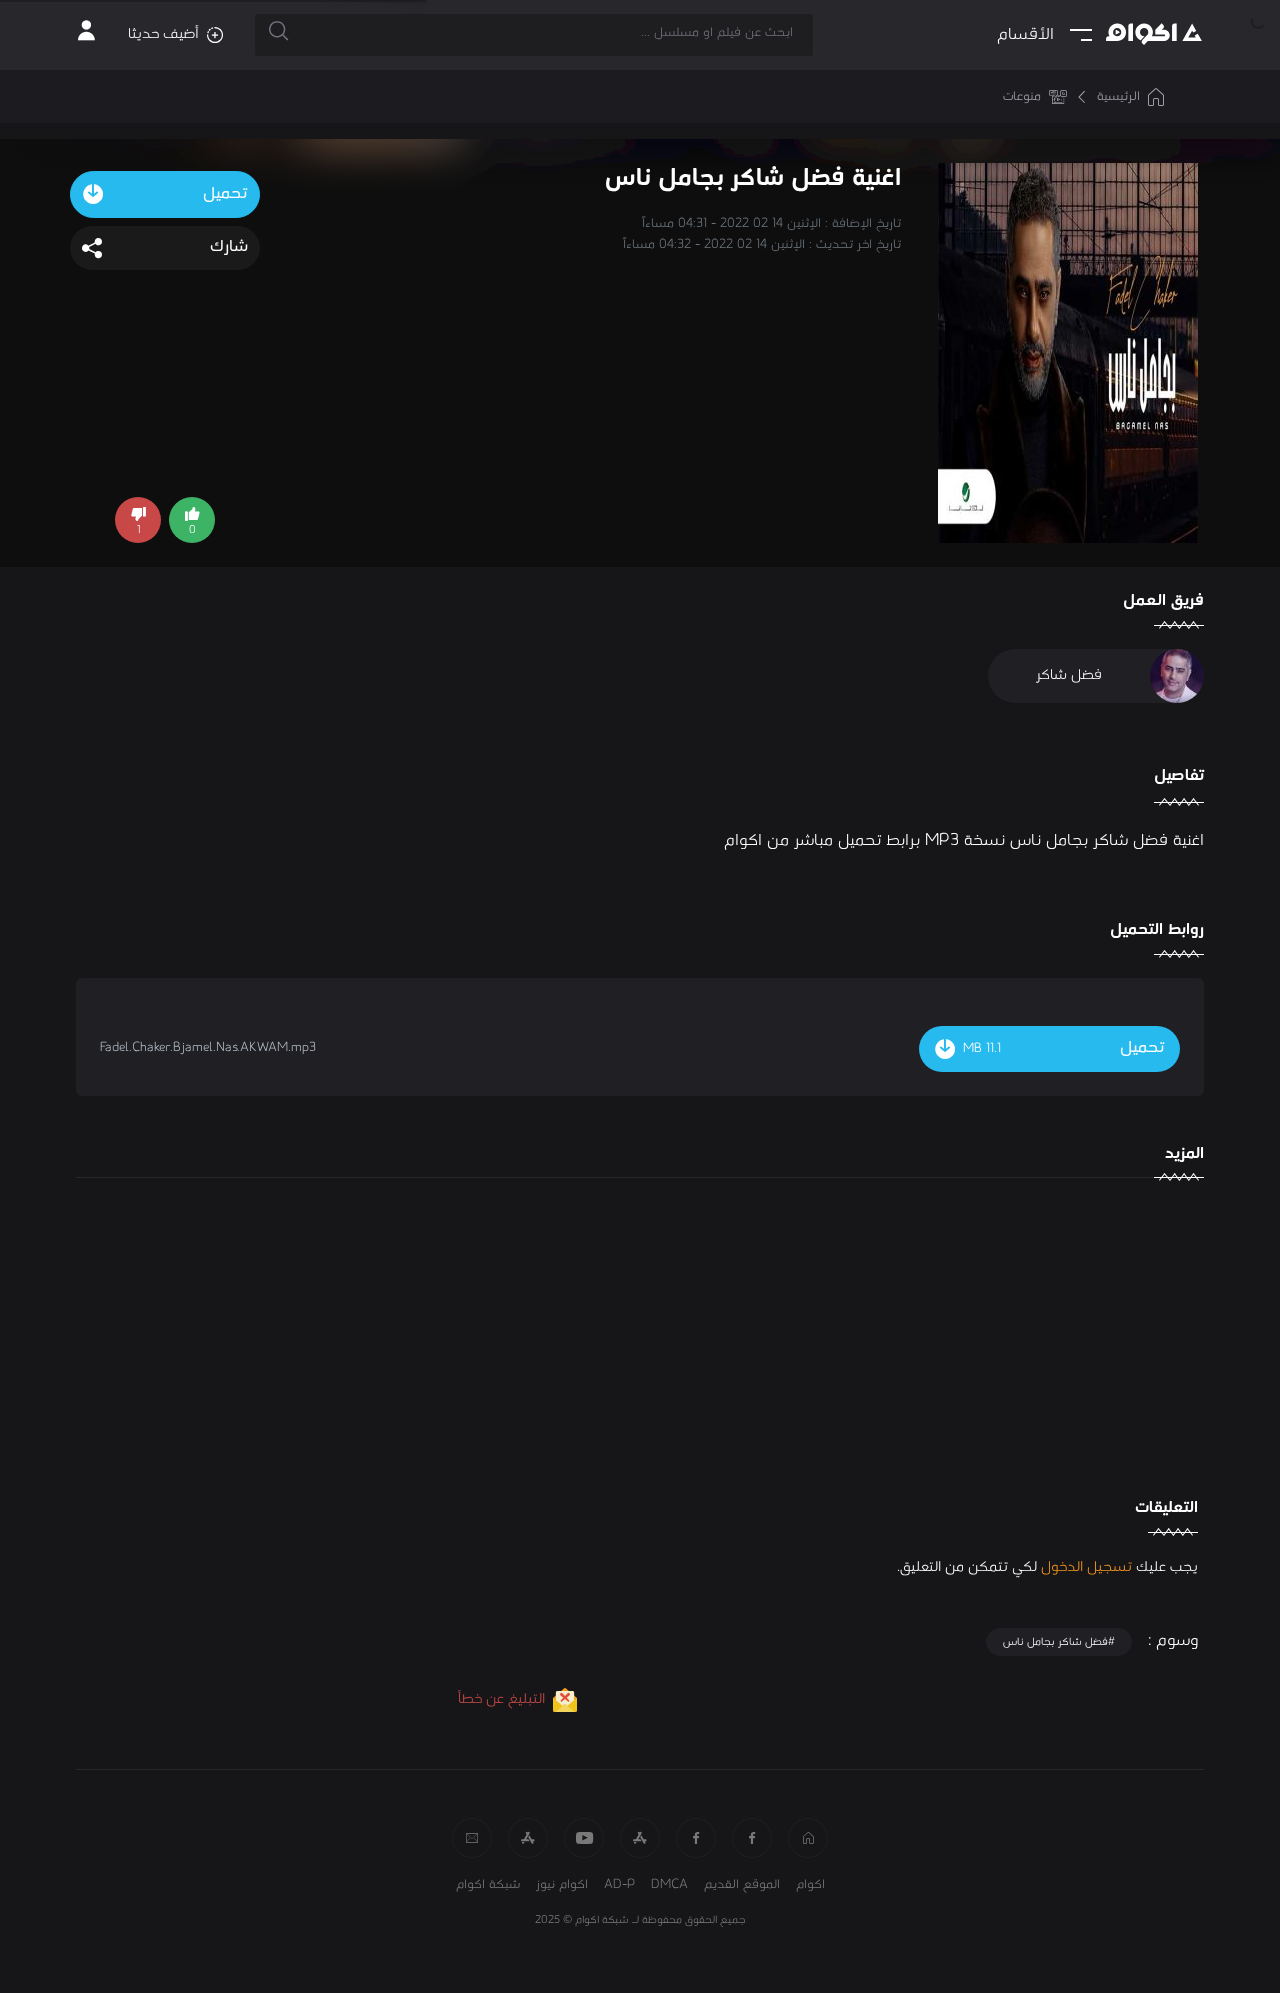 اكوام
الأقسام
ابحث عن فيلم او مسلسل ...
أضيف حديثا
الرئيسية
منوعات
اغنية فضل شاكر بجامل ناس
تاريخ الإضافة : الإثنين 14 02 2022 - 04:31 مساءاً
تاريخ اخر تحديث : الإثنين 14 02 2022 - 04:32 مساءاً
تحميل
شارك
Fadel Chaker
بجامل ناس
BAGAMEL NAS
روتانا
0
1
فريق العمل
فضل شاكر
تفاصيل
اغنية فضل شاكر بجامل ناس نسخة MP3 برابط تحميل مباشر من اكوام
روابط التحميل
تحميل
11.1 MB
Fadel.Chaker.Bjamel.Nas.AKWAM.mp3
المزيد
التعليقات
يجب عليك تسجيل الدخول لكي تتمكن من التعليق.
وسوم :
#فضل شاكر بجامل ناس
التبليغ عن خطأ
اكوام
الموقع القديم
DMCA
AD-P
اكوام نيوز
شبكة اكوام
جميع الحقوق محفوظة لـ شبكة اكوام © 2025